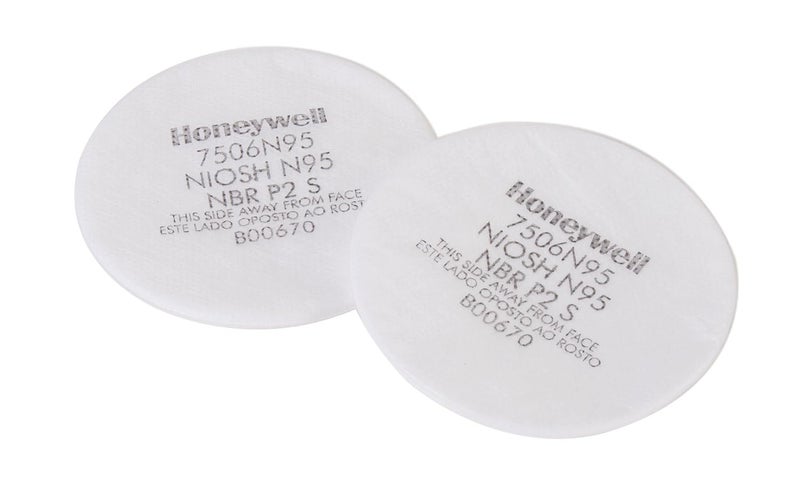 Honeywell
7506N95
NIOSH N95
NBR P2 S
THIS SIDE AWAY FROM FACE
ESTE LADO OPOSTO AO ROST
B00670
Honeywell
7506N95
NIOSH N95
NBR P2 S
THIS SIDE AWAY FROM FACE
ESTE LADO OPOSTO AO ROSTO
B00670